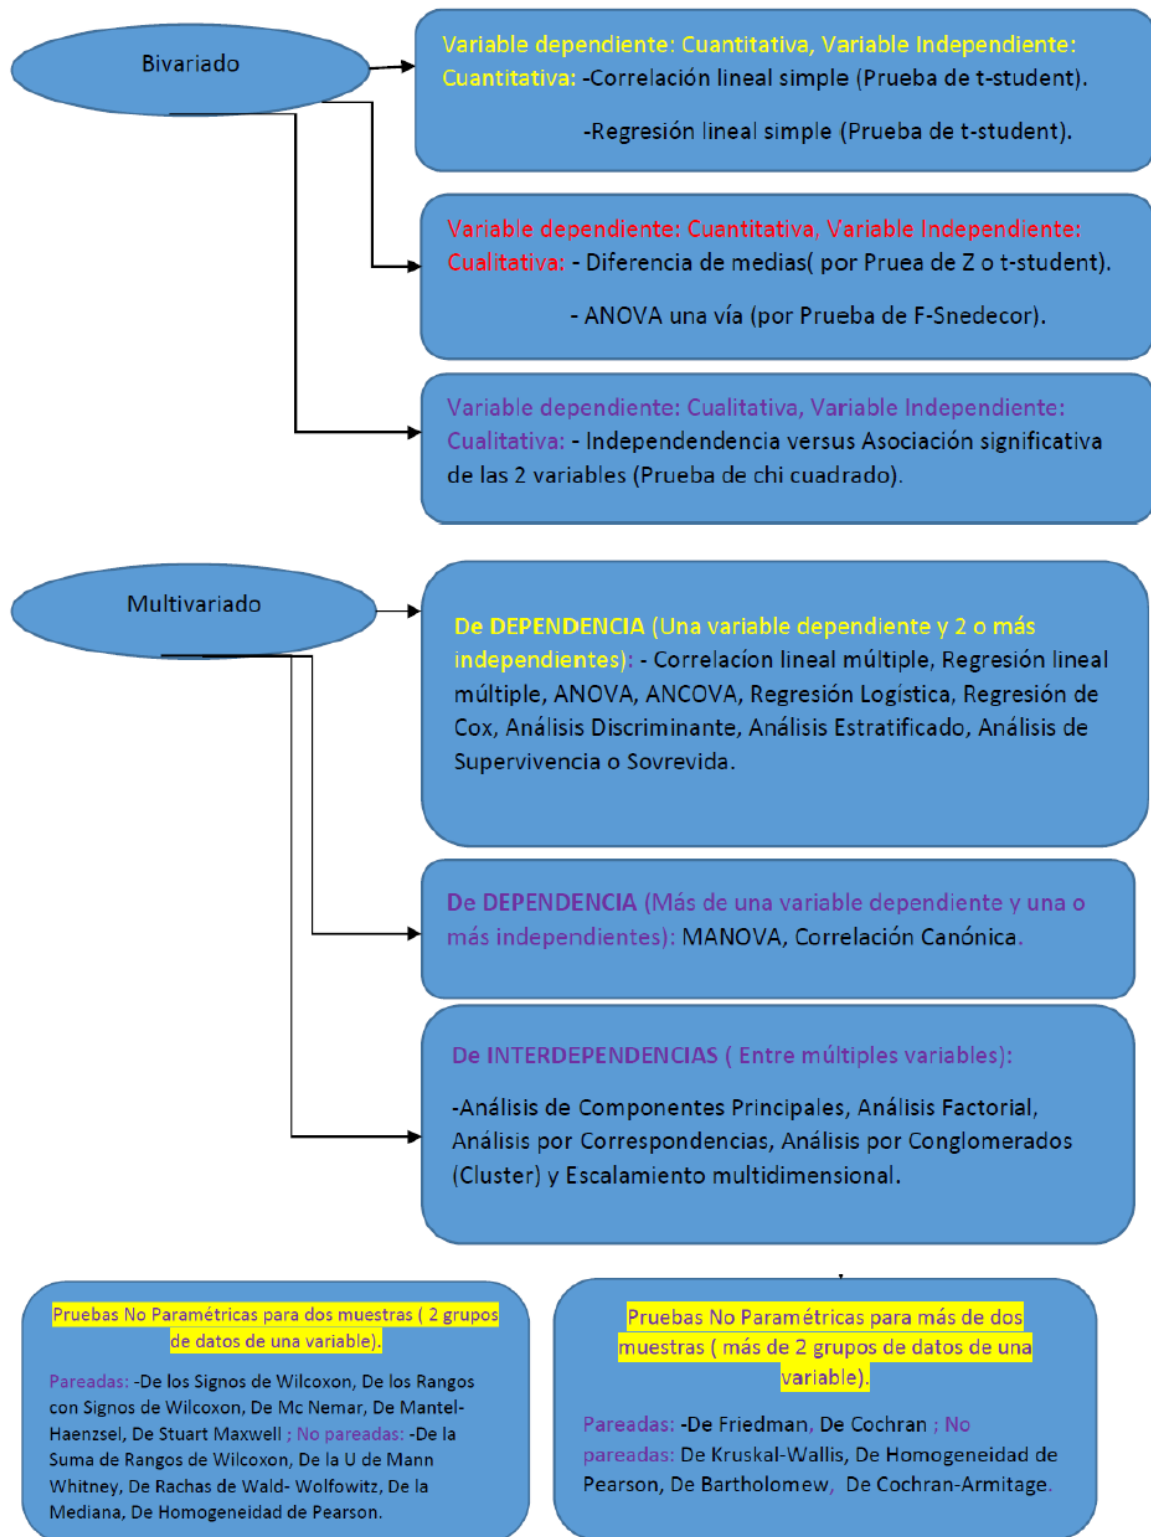 Bivariado
Variable dependiente: Cuantitativa, Variable Independiente:
Cuantitativa: -Correlación lineal simple (Prueba de t-student).
-Regresión lineal simple (Prueba de t-student).
Variable dependiente: Cuantitativa, Variable Independiente:
Cualitativa: - Diferencia de medias( por Pruea de Z o t-student).
- ANOVA una vía (por Prueba de F-Snedecor).
Variable dependiente: Cualitativa, Variable Independiente:
Cualitativa: - Independendencia versus Asociación significativa
de las 2 variables (Prueba de chi cuadrado).
Multivariado
De DEPENDENCIA (Una variable dependiente y 2 o más
independientes): - Correlacíon lineal múltiple, Regresión lineal
múltiple, ANOVA, ANCOVA, Regresión Logística, Regresión de
Cox, Análisis Discriminante, Análisis Estratificado, Análisis de
Supervivencia o Sovrevida.
De DEPENDENCIA (Más de una variable dependiente y una o
más independientes): MANOVA, Correlación Canónica.
De INTERDEPENDENCIAS ( Entre múltiples variables):
-Análisis de Componentes Principales, Análisis Factorial,
Análisis por Correspondencias, Análisis por Conglomerados
(Cluster) y Escalamiento multidimensional.
Pruebas No Paramétricas para dos muestras ( 2 grupos
de datos de una variable).
Pareadas: -De los Signos de Wilcoxon, De los Rangos
con Signos de Wilcoxon, De Mc Nemar, De Mantel-
Haenzsel, De Stuart Maxwell ; No pareadas: -De la
Suma de Rangos de Wilcoxon, De la U de Mann
Whitney, De Rachas de Wald- Wolfowitz, De la
Mediana, De Homogeneidad de Pearson.
Pruebas No Paramétricas para más de dos
muestras ( más de 2 grupos de datos de una
variable).
Pareadas: -De Friedman, De Cochran ; No
pareadas: De Kruskal-Wallis, De Homogeneidad de
Pearson, De Bartholomew, De Cochran-Armitage.